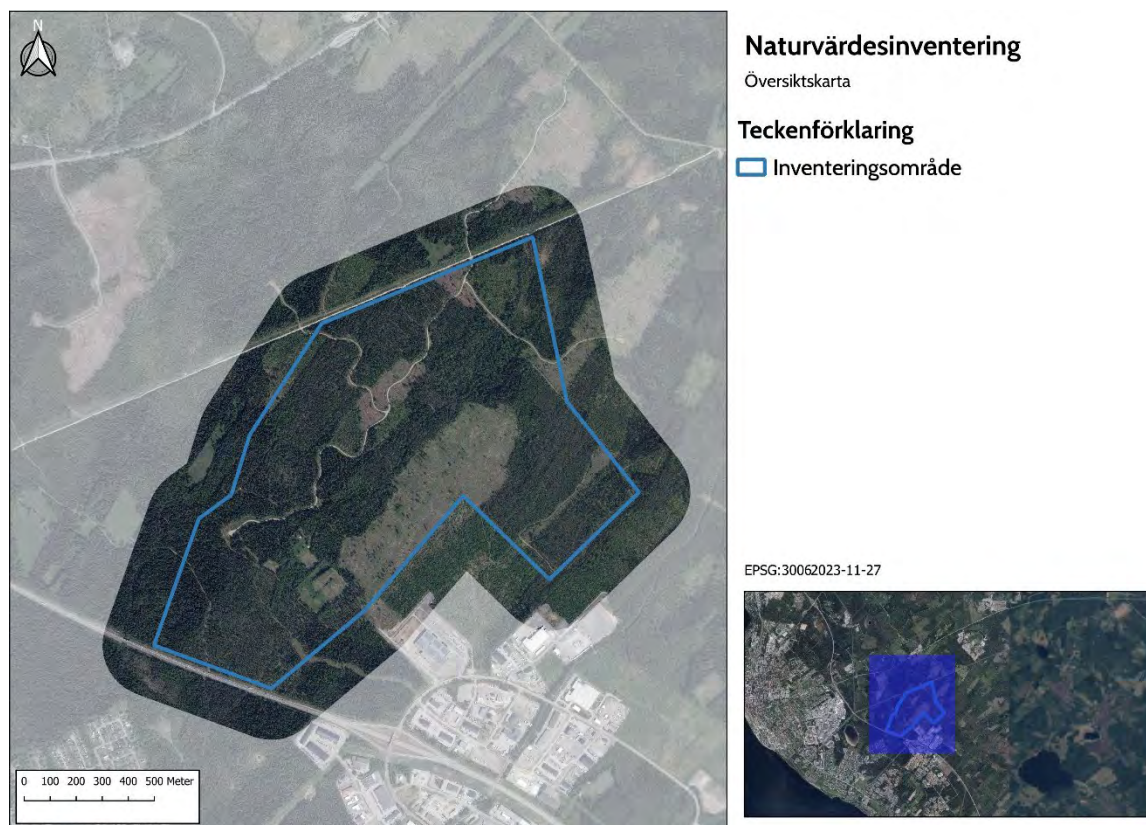 N
Naturvärdesinventering
Översiktskarta
Teckenförklaring
Inventeringsområde
EPSG:30062023-11-27
0 100 200 300 400 500 Meter